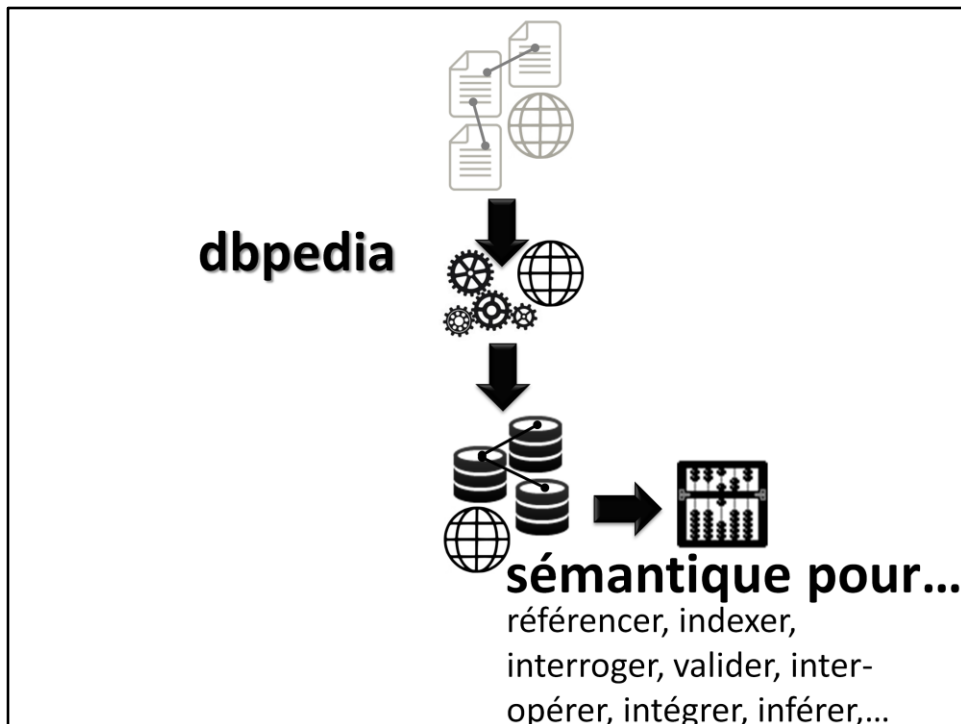 dbpedia
sémantique pour…
référencer, indexer,
interroger, valider, inter-
opérer, intégrer, inférer,...